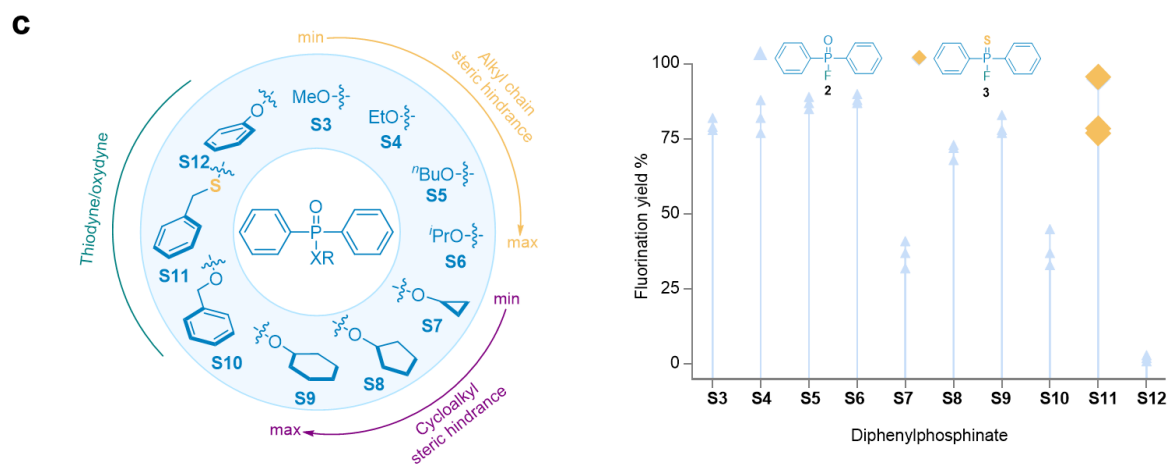 c
min
Alkyl chain
steric hindrance
max
Thiodyne/oxydyne
MeO
S3
EtO
S4
nBuO
S5
iPrO
S6
O
S7
O
S8
O
S9
O
S10
S
S11
O
S12
O
P
XR
min
Cycloalkyl
steric hindrance
max
O
P
F
2
S
P
F
3
Fluorination yield %
100
75
50
25
0
S3 S4 S5 S6 S7 S8 S9 S10 S11 S12
Diphenylphosphinate